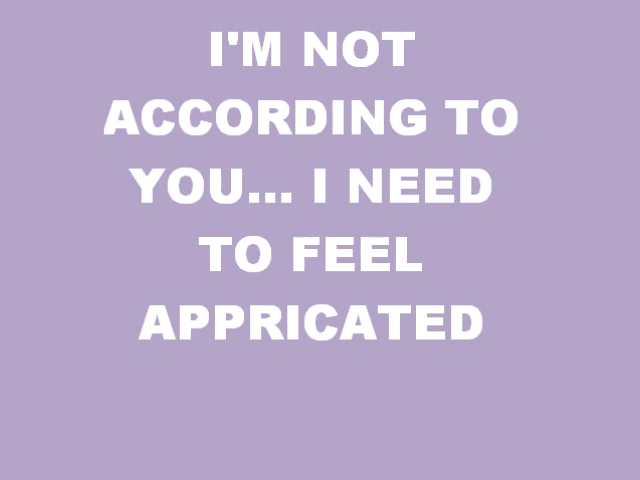 I'M NOT
ACCORDING TO
YOU... I NEED
TO FEEL
APPRICATED